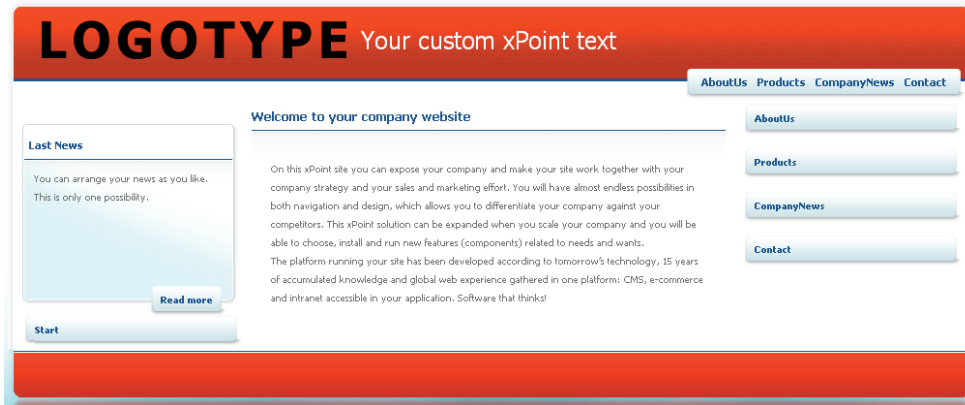 LOGOTYPE Your custom xPoint text
AboutUs Products CompanyNews Contact
Last News
You can arrange your news as you like.
This is only one possibility.
Read more
Start
Welcome to your company website
On this xPoint site you can expose your company and make your site work together with your
company strategy and your sales and marketing effort. You will have almost endless possibilities in
both navigation and design, which allows you to differentiate your company against your
competitors. This xPoint solution can be expanded when you scale your company and you will be
able to choose, install and run new features (components) related to needs and wants.
The platform running your site has been developed according to tomorrow's technology, 15 years
of accumulated knowledge and global web experience gathered in one platform: CMS, e-commerce
and intranet accessible in your application. Software that thinks!
AboutUs
Products
CompanyNews
Contact